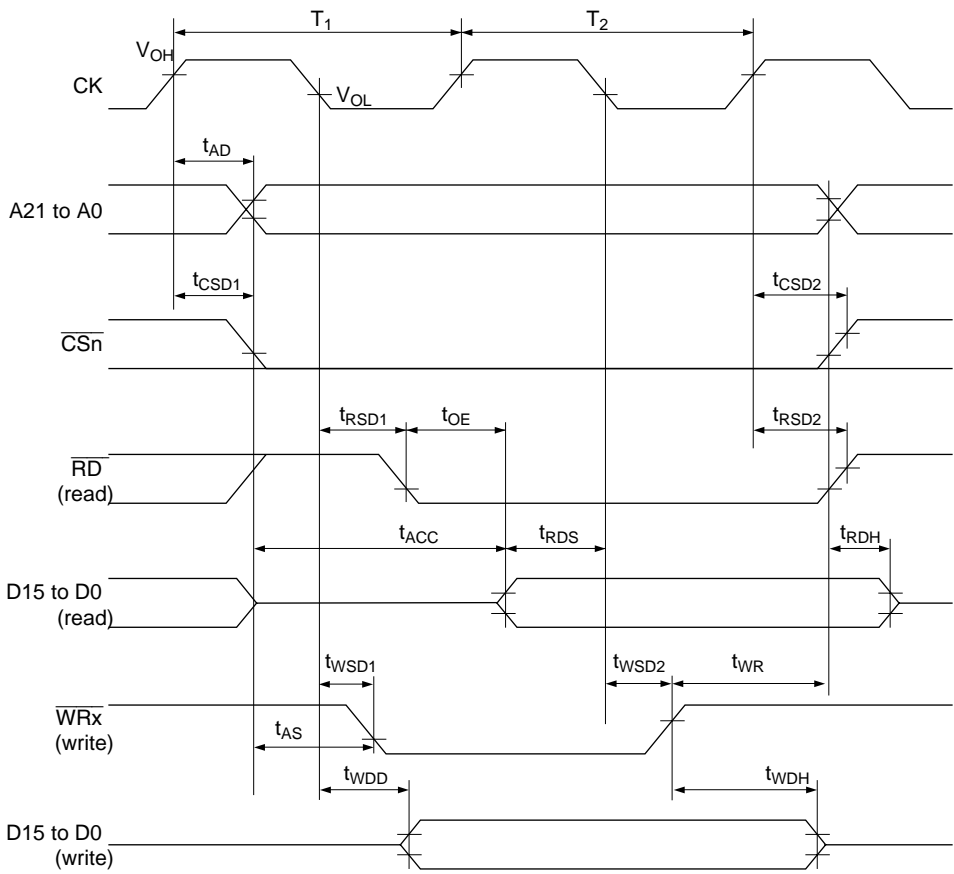 T1 T2
VOH
CK
VOL
tAD
A21 to A0
tCSD1 tCSD2
CSn
tRSD1 tOE tRSD2
RD
(read)
tACC tRDS tRDH
D15 to D0
(read)
tWSD1 tWSD2 tWR
WRx
(write)
tAS
tWDD tWDH
D15 to D0
(write)